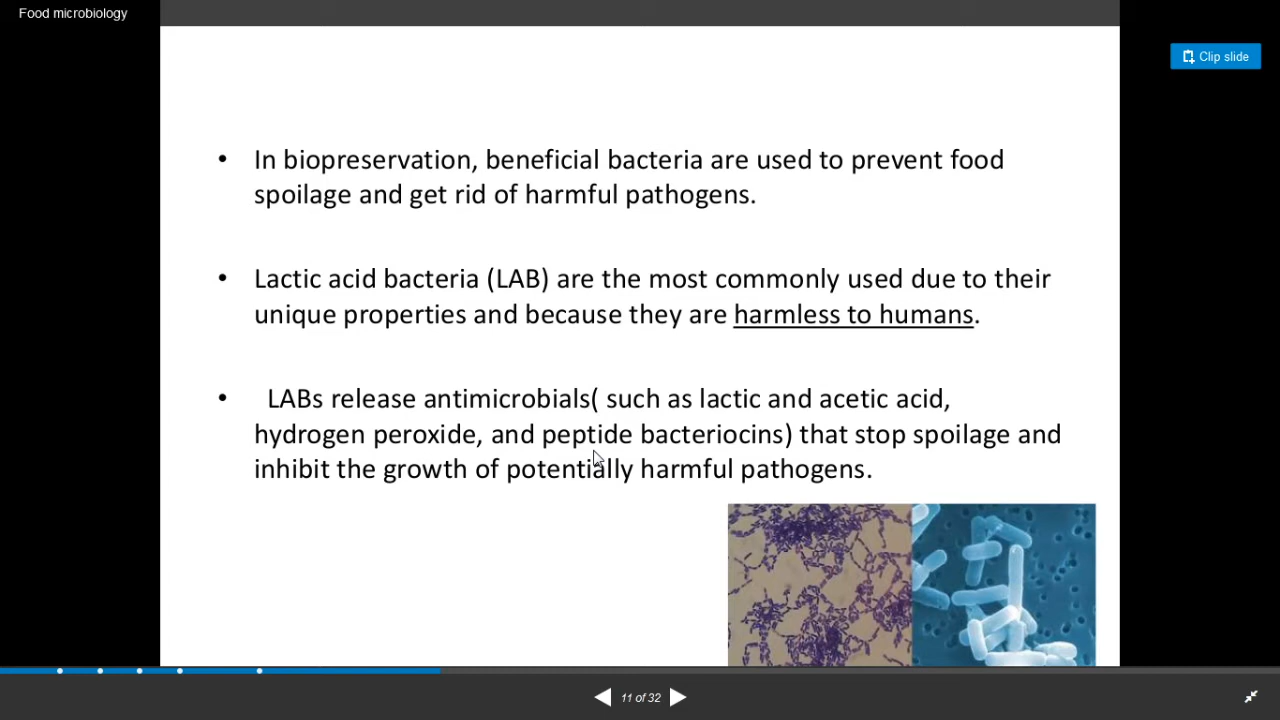 Food microbiology
Clip slide
• In biopreservation, beneficial bacteria are used to prevent food
spoilage and get rid of harmful pathogens.
• Lactic acid bacteria (LAB) are the most commonly used due to their
unique properties and because they are harmless to humans.
• LABs release antimicrobials( such as lactic and acetic acid,
hydrogen peroxide, and peptide bacteriocins) that stop spoilage and
inhibit the growth of potentially harmful pathogens.
11 of 32